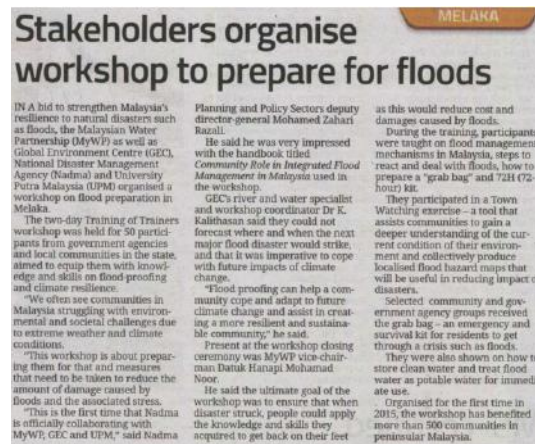 MELAKA
Stakeholders organise
workshop to prepare for floods
IN A bid to strengthen Malaysia's
resilience to natural disasters such
as floods, the Malaysian Water
Partnership (MyWP) as well as
Global Environment Centre (GEC),
National Disaster Management
Agency (Nadma) and University
Putra Malaysia (UPM) organised a
workshop on flood preparation in
Melaka.
The two-day Training of Trainers
workshop was held for 50 partici-
pants from government agencies
and local communities in the state,
aimed to equip them with knowl-
edge and skills on flood-proofing
and climate resilience.
"We often see communities in
Malaysia struggling with environ-
mental and societal challenges due
to extreme weather and climate
conditions.
"This workshop is about prepar-
ing them for that and measures
that need to be taken to reduce the
amount of damage caused by
floods and the associated stress.
"This is the first time that Nadma
is officially collaborating with
MyWP, GEC and UPM," said Nadma
Planning and Policy Sectors deputy
director-general Mohamed Zahari
Razali.
He said he was very impressed
with the handbook titled
Community Role in Integrated Flood
Management in Malaysia used in
the workshop.
GEC's river and water specialist
and workshop coordinator Dr K.
Kalithasan said they could not
forecast where and when the next
major flood disaster would strike,
and that it was imperative to cope
with future impacts of climate
change.
"Flood proofing can help a com-
munity cope and adapt to future
climate change and assist in creat-
ing a more resilient and sustaina-
ble community," he said.
Present at the workshop closing
ceremony was MyWP vice-chair-
man Datuk Hanapi Mohamad
Noor.
He said the ultimate goal of the
workshop was to ensure that when
disaster struck, people could apply
the knowledge and skills they
acquired to get back on their feet
as this would reduce cost and
damages caused by floods.
During the training, participants
were taught on flood management
mechanisms in Malaysia, steps to
react and deal with floods, how to
prepare a "grab bag" and 72H (72-
hour) kit.
They participated in a Town
Watching exercise – a tool that
assists communities to gain a
deeper understanding of the cur-
rent condition of their environ-
ment and collectively produce
localised flood hazard maps that
will be useful in reducing impact o
disasters.
Selected community and gov-
ernment agency groups received
the grab bag – an emergency and
survival kit for residents to get
through a crisis such as floods.
They were also shown on how t
store clean water and treat flood
water as potable water for immedi
ate use.
Organised for the first time in
2015, the workshop has benefited
more than 500 communities in
peninsular Malaysia.